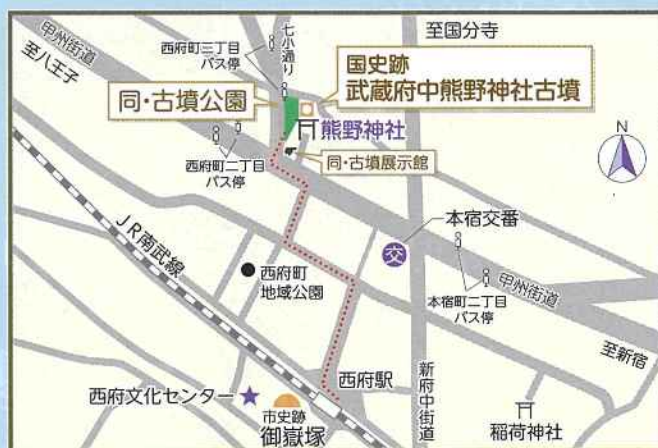 甲州街道
至八王子
西府町三丁目
バス停
七小通り
至国分寺
国史跡
武蔵府中熊野神社古墳
同・古墳公園
熊野神社
同・古墳展示館
西府町二丁目
バス停
N
本宿交番
交
JR南武線
西府町
地域公園
本宿町二丁目
バス停
甲州街道
至新宿
新府中街道
西府駅
西府文化センター
市史跡
御嶽塚
稲荷神社